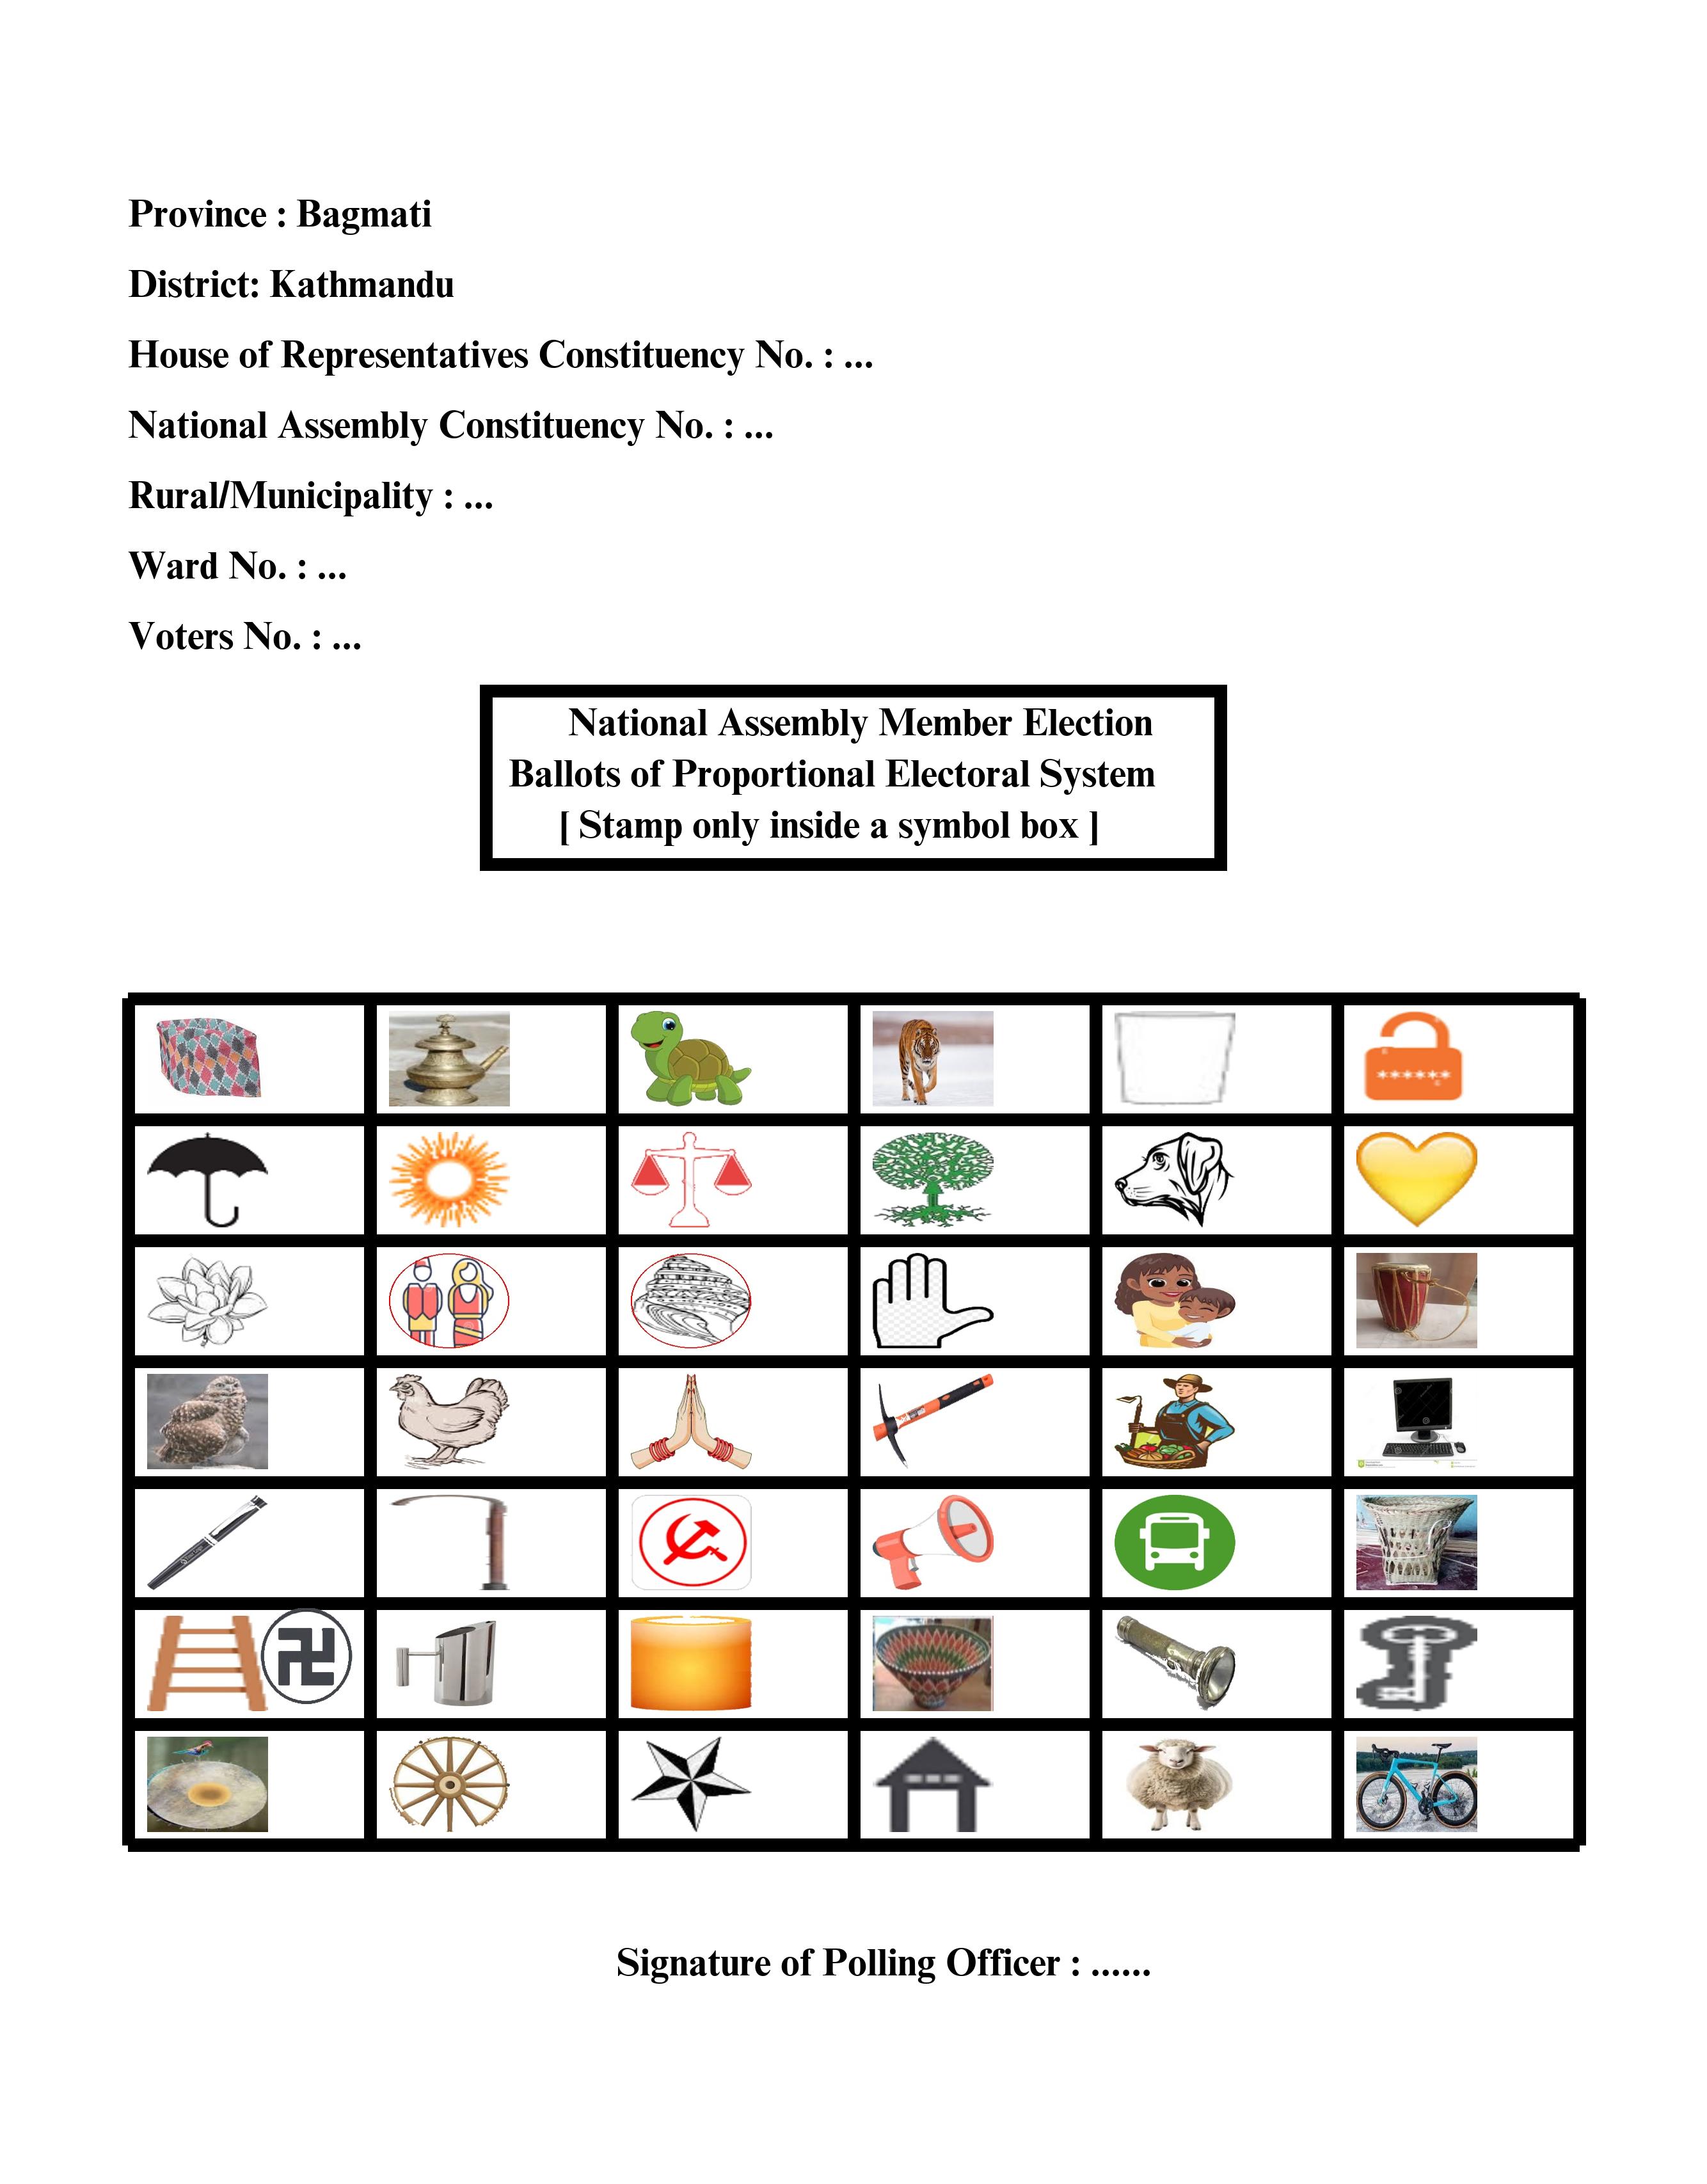 Province : Bagmati
District: Kathmandu
House of Representatives Constituency No. : ...
National Assembly Constituency No. : ...
Rural/Municipality : ...
Ward No. : ...
Voters No. : ...
National Assembly Member Election
Ballots of Proportional Electoral System
[ Stamp only inside a symbol box ]
Signature of Polling Officer : ......